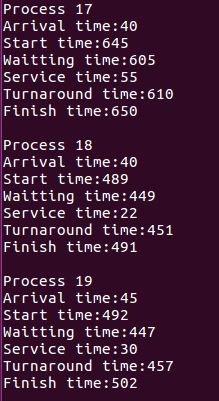 Process 17
Arrival time:40
Start time:645
Waitting time:605
Service time:55
Turnaround time:610
Finish time:650

Process 18
Arrival time:40
Start time:489
Waitting time:449
Service time:22
Turnaround time:451
Finish time:491

Process 19
Arrival time:45
Start time:492
Waitting time:447
Service time:30
Turnaround time:457
Finish time:502